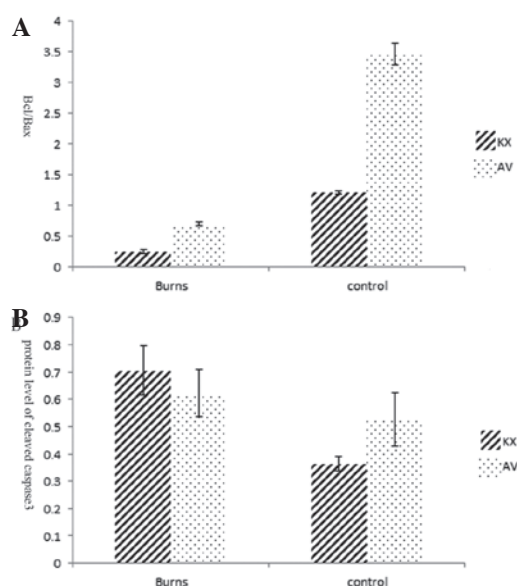 A
4
3.5
3
2.5
2
1.5
1
0.5
0
Bcl/Bax
Burns control
KX
AV
B
0.9
0.8
0.7
0.6
0.5
0.4
0.3
0.2
0.1
0
protein level of cleaved caspase3
Burns control
KX
AV